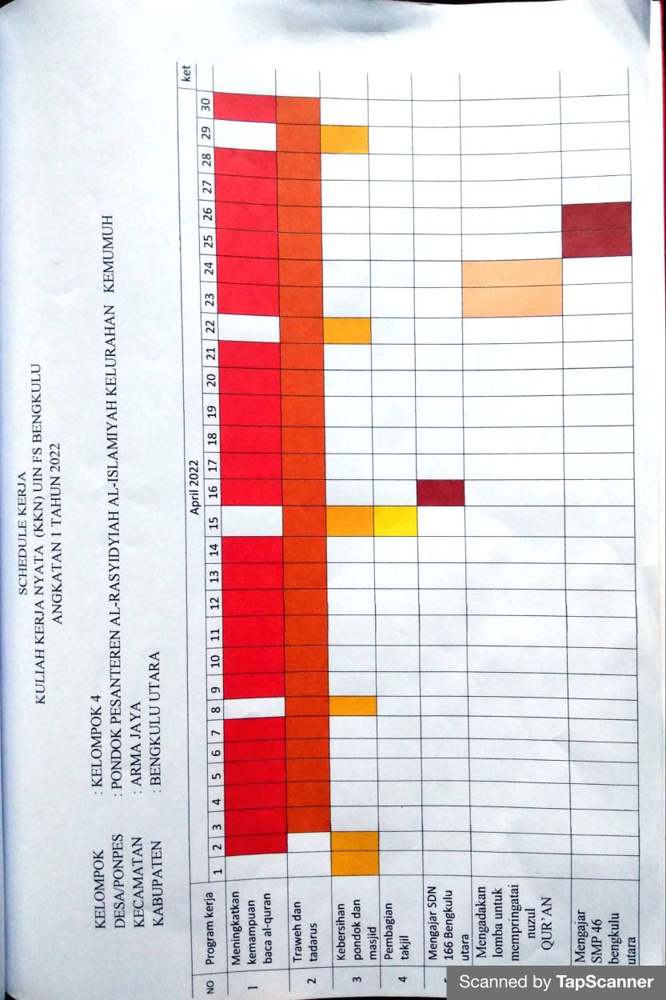 SCHEDULE KERJA
KULIAH KERJA NYATA (KKN) UIN FS BENGKULU
ANGKATAN 1 TAHUN 2022
KELOMPOK : KELOMPOK 4
DESA/PONPES : PONDOK PESANTEREN AL-RASYIDYIAH AL-ISLAMIYAH KELURAHAN KEMUMUH
KECAMATAN : ARMA JAYA
KABUPATEN : BENGKULU UTARA
NO Program kerja April 2022 ket
1 2 3 4 5 6 7 8 9 10 11 12 13 14 15 16 17 18 19 20 21 22 23 24 25 26 27 28 29 30
1 Meningkatkan
kemampuan
baca al-quran
2 Traweh dan
tadarus
3 Kebersihan
pondok dan
masjid
4 Pembagian
takjil
Mengajar SDN
166 Bengkulu
utara
Mengadakan
lomba untuk
mempringatai
nuzul
QUR'AN
Mengajar
SMP 46
bengkulu
utara
Scanned by TapScanner